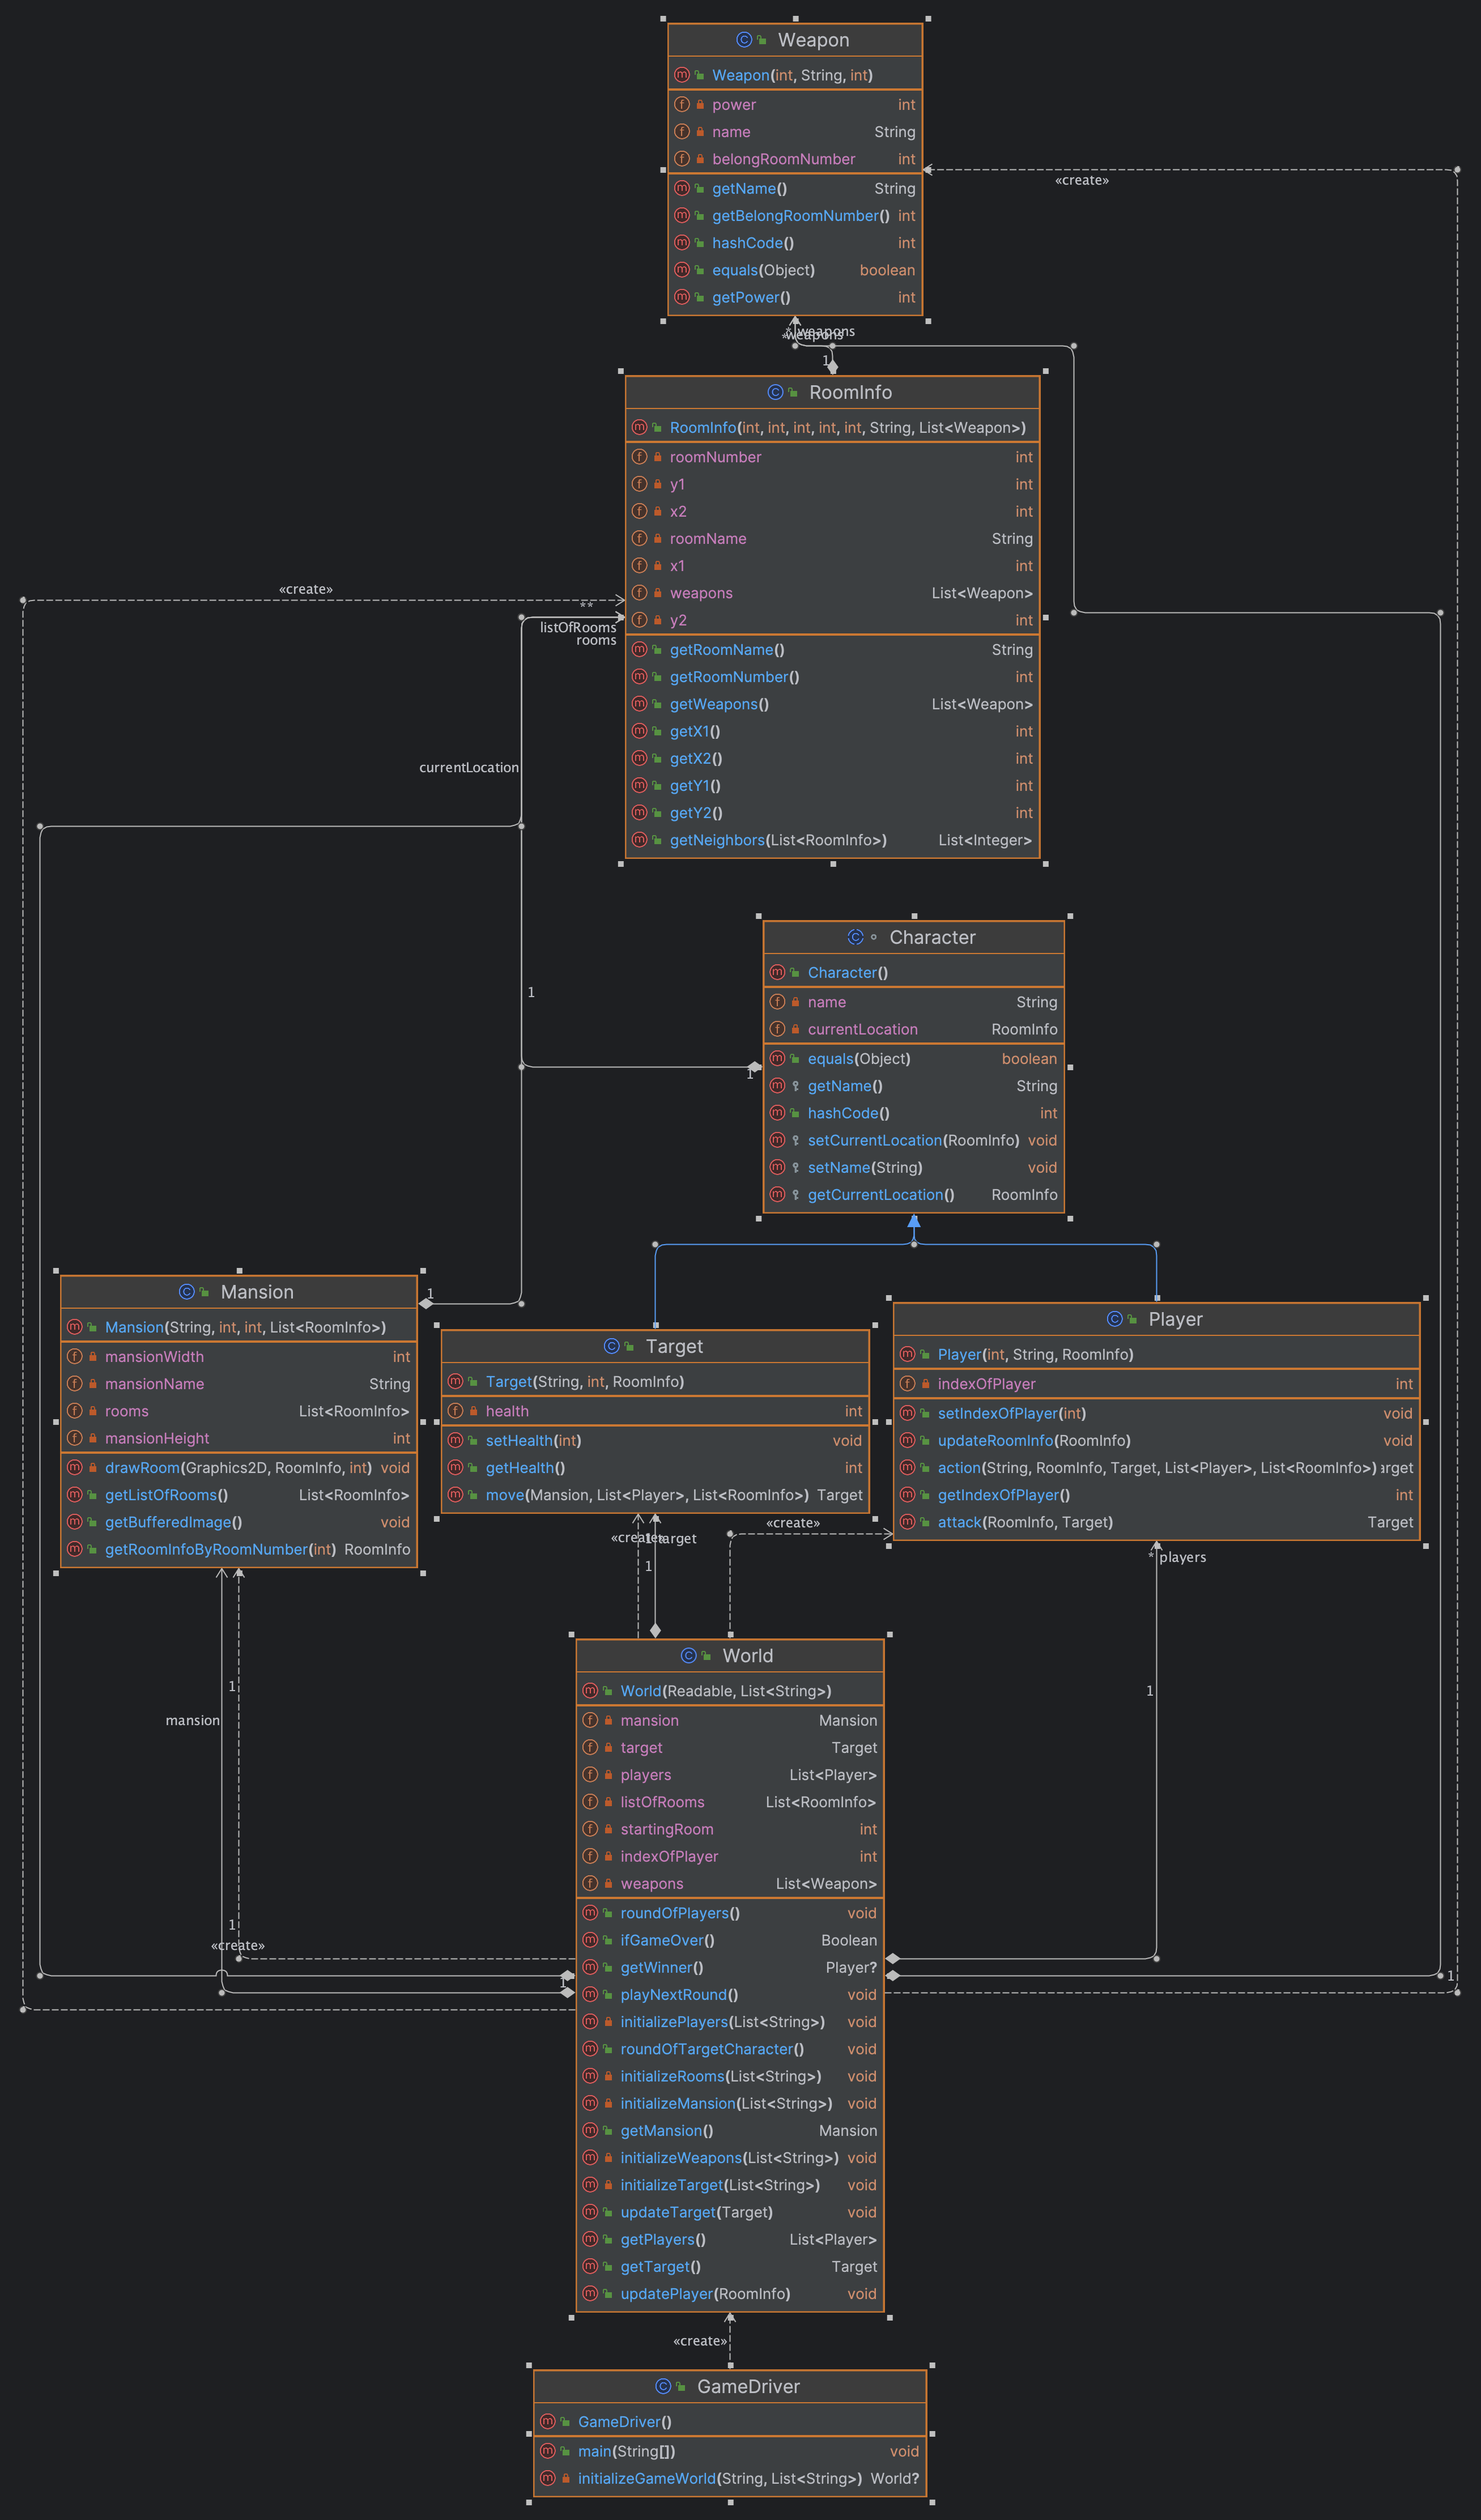 Weapon
Weapon(int, String, int)
power int
name String
belongRoomNumber int
getName() String
getBelongRoomNumber() int
hashCode() int
equals(Object) boolean
getPower() int
«create»
* weapons
* weapons
1
RoomInfo
RoomInfo(int, int, int, int, int, String, List<Weapon>)
roomNumber int
y1 int
x2 int
roomName String
x1 int
weapons List<Weapon>
y2 int
getRoomName() String
getRoomNumber() int
getWeapons() List<Weapon>
getX1() int
getX2() int
getY1() int
getY2() int
getNeighbors(List<RoomInfo>) List<Integer>
«create»
**
listOfRooms
rooms
currentLocation
1
Character
Character()
name String
currentLocation RoomInfo
equals(Object) boolean
getName() String
hashCode() int
setCurrentLocation(RoomInfo) void
setName(String) void
getCurrentLocation() RoomInfo
1
Mansion
Mansion(String, int, int, List<RoomInfo>)
mansionWidth int
mansionName String
rooms List<RoomInfo>
mansionHeight int
drawRoom(Graphics2D, RoomInfo, int) void
getListOfRooms() List<RoomInfo>
getBufferedImage() void
getRoomInfoByRoomNumber(int) RoomInfo
1
Target
Target(String, int, RoomInfo)
health int
setHealth(int) void
getHealth() int
move(Mansion, List<Player>, List<RoomInfo>) Target
Player
Player(int, String, RoomInfo)
indexOfPlayer int
setIndexOfPlayer(int) void
updateRoomInfo(RoomInfo) void
action(String, RoomInfo, Target, List<Player>, List<RoomInfo>) arget
getIndexOfPlayer() int
attack(RoomInfo, Target) Target
«create»
«create»
1 target
1
* players
1
1
mansion
1
«create»
World
World(Readable, List<String>)
mansion Mansion
target Target
players List<Player>
listOfRooms List<RoomInfo>
startingRoom int
indexOfPlayer int
weapons List<Weapon>
roundOfPlayers() void
ifGameOver() Boolean
getWinner() Player?
playNextRound() void
initializePlayers(List<String>) void
roundOfTargetCharacter() void
initializeRooms(List<String>) void
initializeMansion(List<String>) void
getMansion() Mansion
initializeWeapons(List<String>) void
initializeTarget(List<String>) void
updateTarget(Target) void
getPlayers() List<Player>
getTarget() Target
updatePlayer(RoomInfo) void
1
1
«create»
GameDriver
GameDriver()
main(String[]) void
initializeGameWorld(String, List<String>) World?